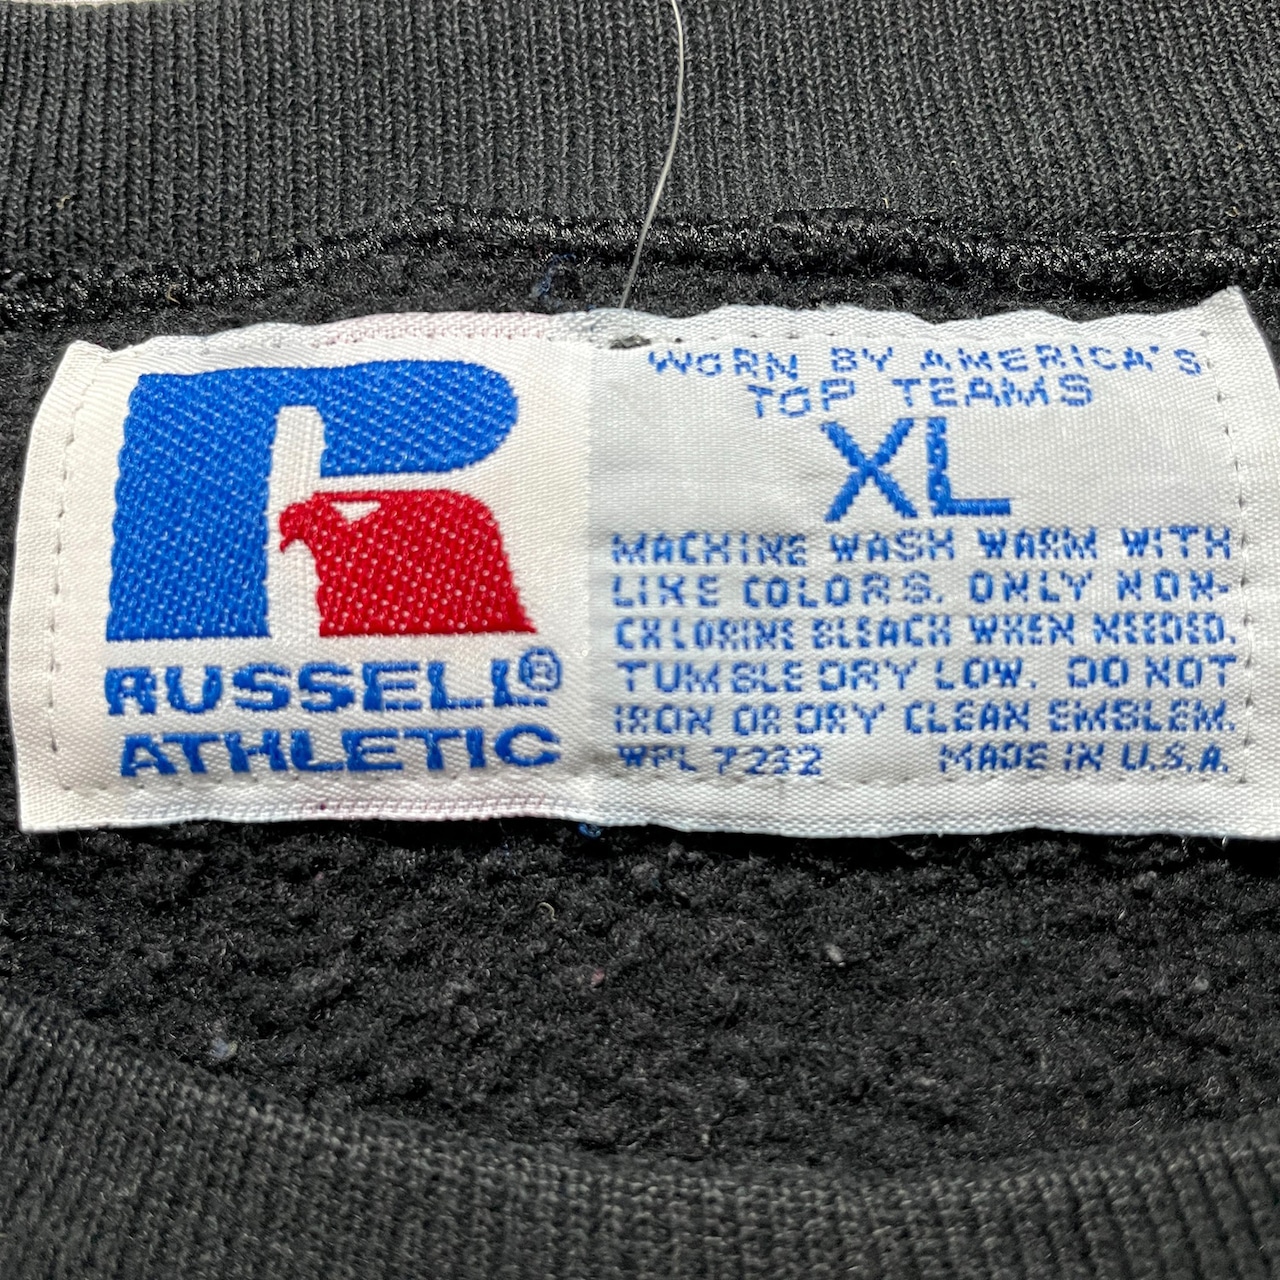 RUSSELL®
ATHLETIC
WORN BY AMERICA'S
TOP TEAMS
XL
MACHINE WASH WARM WITH
LIKE COLORS. ONLY NON-
CHLORINE BLEACH WHEN NEEDED.
TUMBLE DRY LOW. DO NOT
IRON OR DRY CLEAN EMBLEM.
WPL 7232 MADE IN U.S.A.